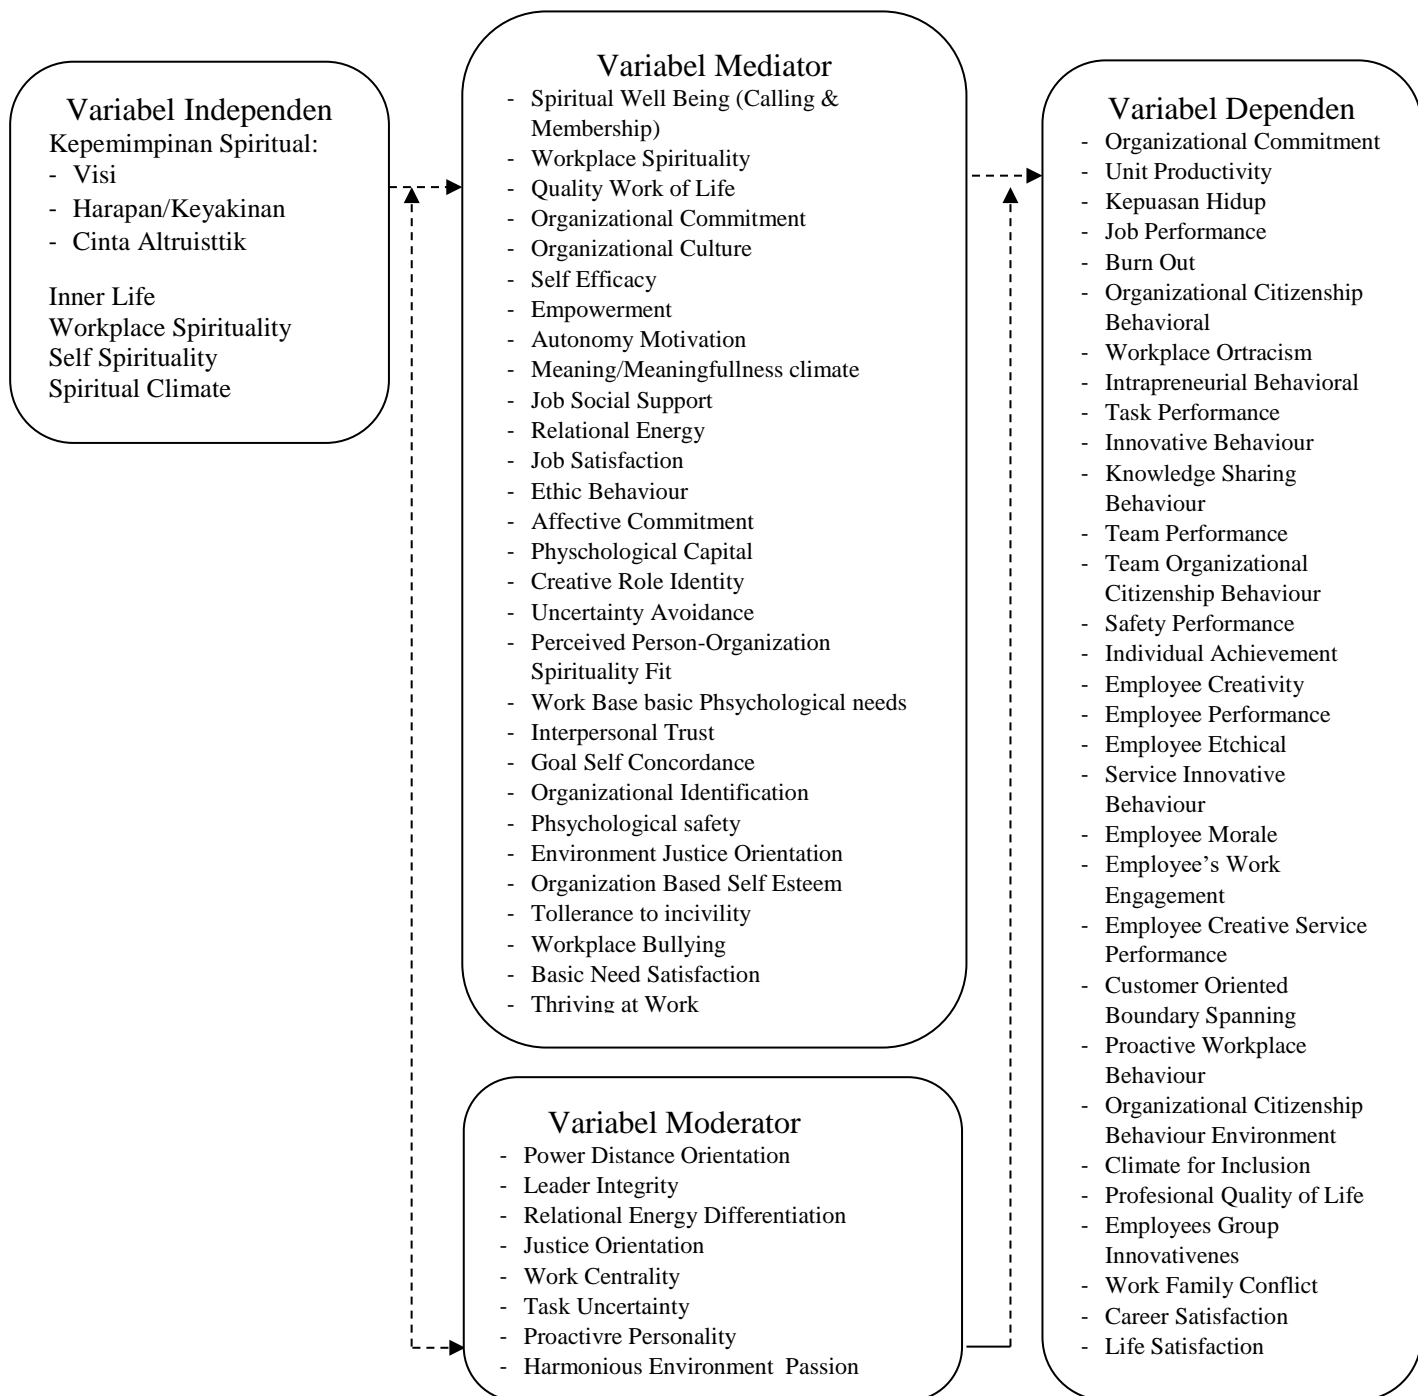 Variabel Independen
Kepemimpinan Spiritual:
- Visi
- Harapan/Keyakinan
- Cinta Altruisttik
Inner Life
Workplace Spirituality
Self Spirituality
Spiritual Climate
Variabel Mediator
- Spiritual Well Being (Calling &
Membership)
- Workplace Spirituality
- Quality Work of Life
- Organizational Commitment
- Organizational Culture
- Self Efficacy
- Empowerment
- Autonomy Motivation
- Meaning/Meaningfullness climate
- Job Social Support
- Relational Energy
- Job Satisfaction
- Ethic Behaviour
- Affective Commitment
- Physchological Capital
- Creative Role Identity
- Uncertainty Avoidance
- Perceived Person-Organization
Spirituality Fit
- Work Base basic Phsychological needs
- Interpersonal Trust
- Goal Self Concordance
- Organizational Identification
- Phsychological safety
- Environment Justice Orientation
- Organization Based Self Esteem
- Tollerance to incivility
- Workplace Bullying
- Basic Need Satisfaction
- Thriving at Work
Variabel Moderator
- Power Distance Orientation
- Leader Integrity
- Relational Energy Differentiation
- Justice Orientation
- Work Centrality
- Task Uncertainty
- Proactivre Personality
- Harmonious Environment  Passion
Variabel Dependen
- Organizational Commitment
- Unit Productivity
- Kepuasan Hidup
- Job Performance
- Burn Out
- Organizational Citizenship
Behavioral
- Workplace Ortracism
- Intrapreneurial Behavioral
- Task Performance
- Innovative Behaviour
- Knowledge Sharing
Behaviour
- Team Performance
- Team Organizational
Citizenship Behaviour
- Safety Performance
- Individual Achievement
- Employee Creativity
- Employee Performance
- Employee Etchical
- Service Innovative
Behaviour
- Employee Morale
- Employee’s Work
Engagement
- Employee Creative Service
Performance
- Customer Oriented
Boundary Spanning
- Proactive Workplace
Behaviour
- Organizational Citizenship
Behaviour Environment
- Climate for Inclusion
- Profesional Quality of Life
- Employees Group
Innovativenes
- Work Family Conflict
- Career Satisfaction
- Life Satisfaction